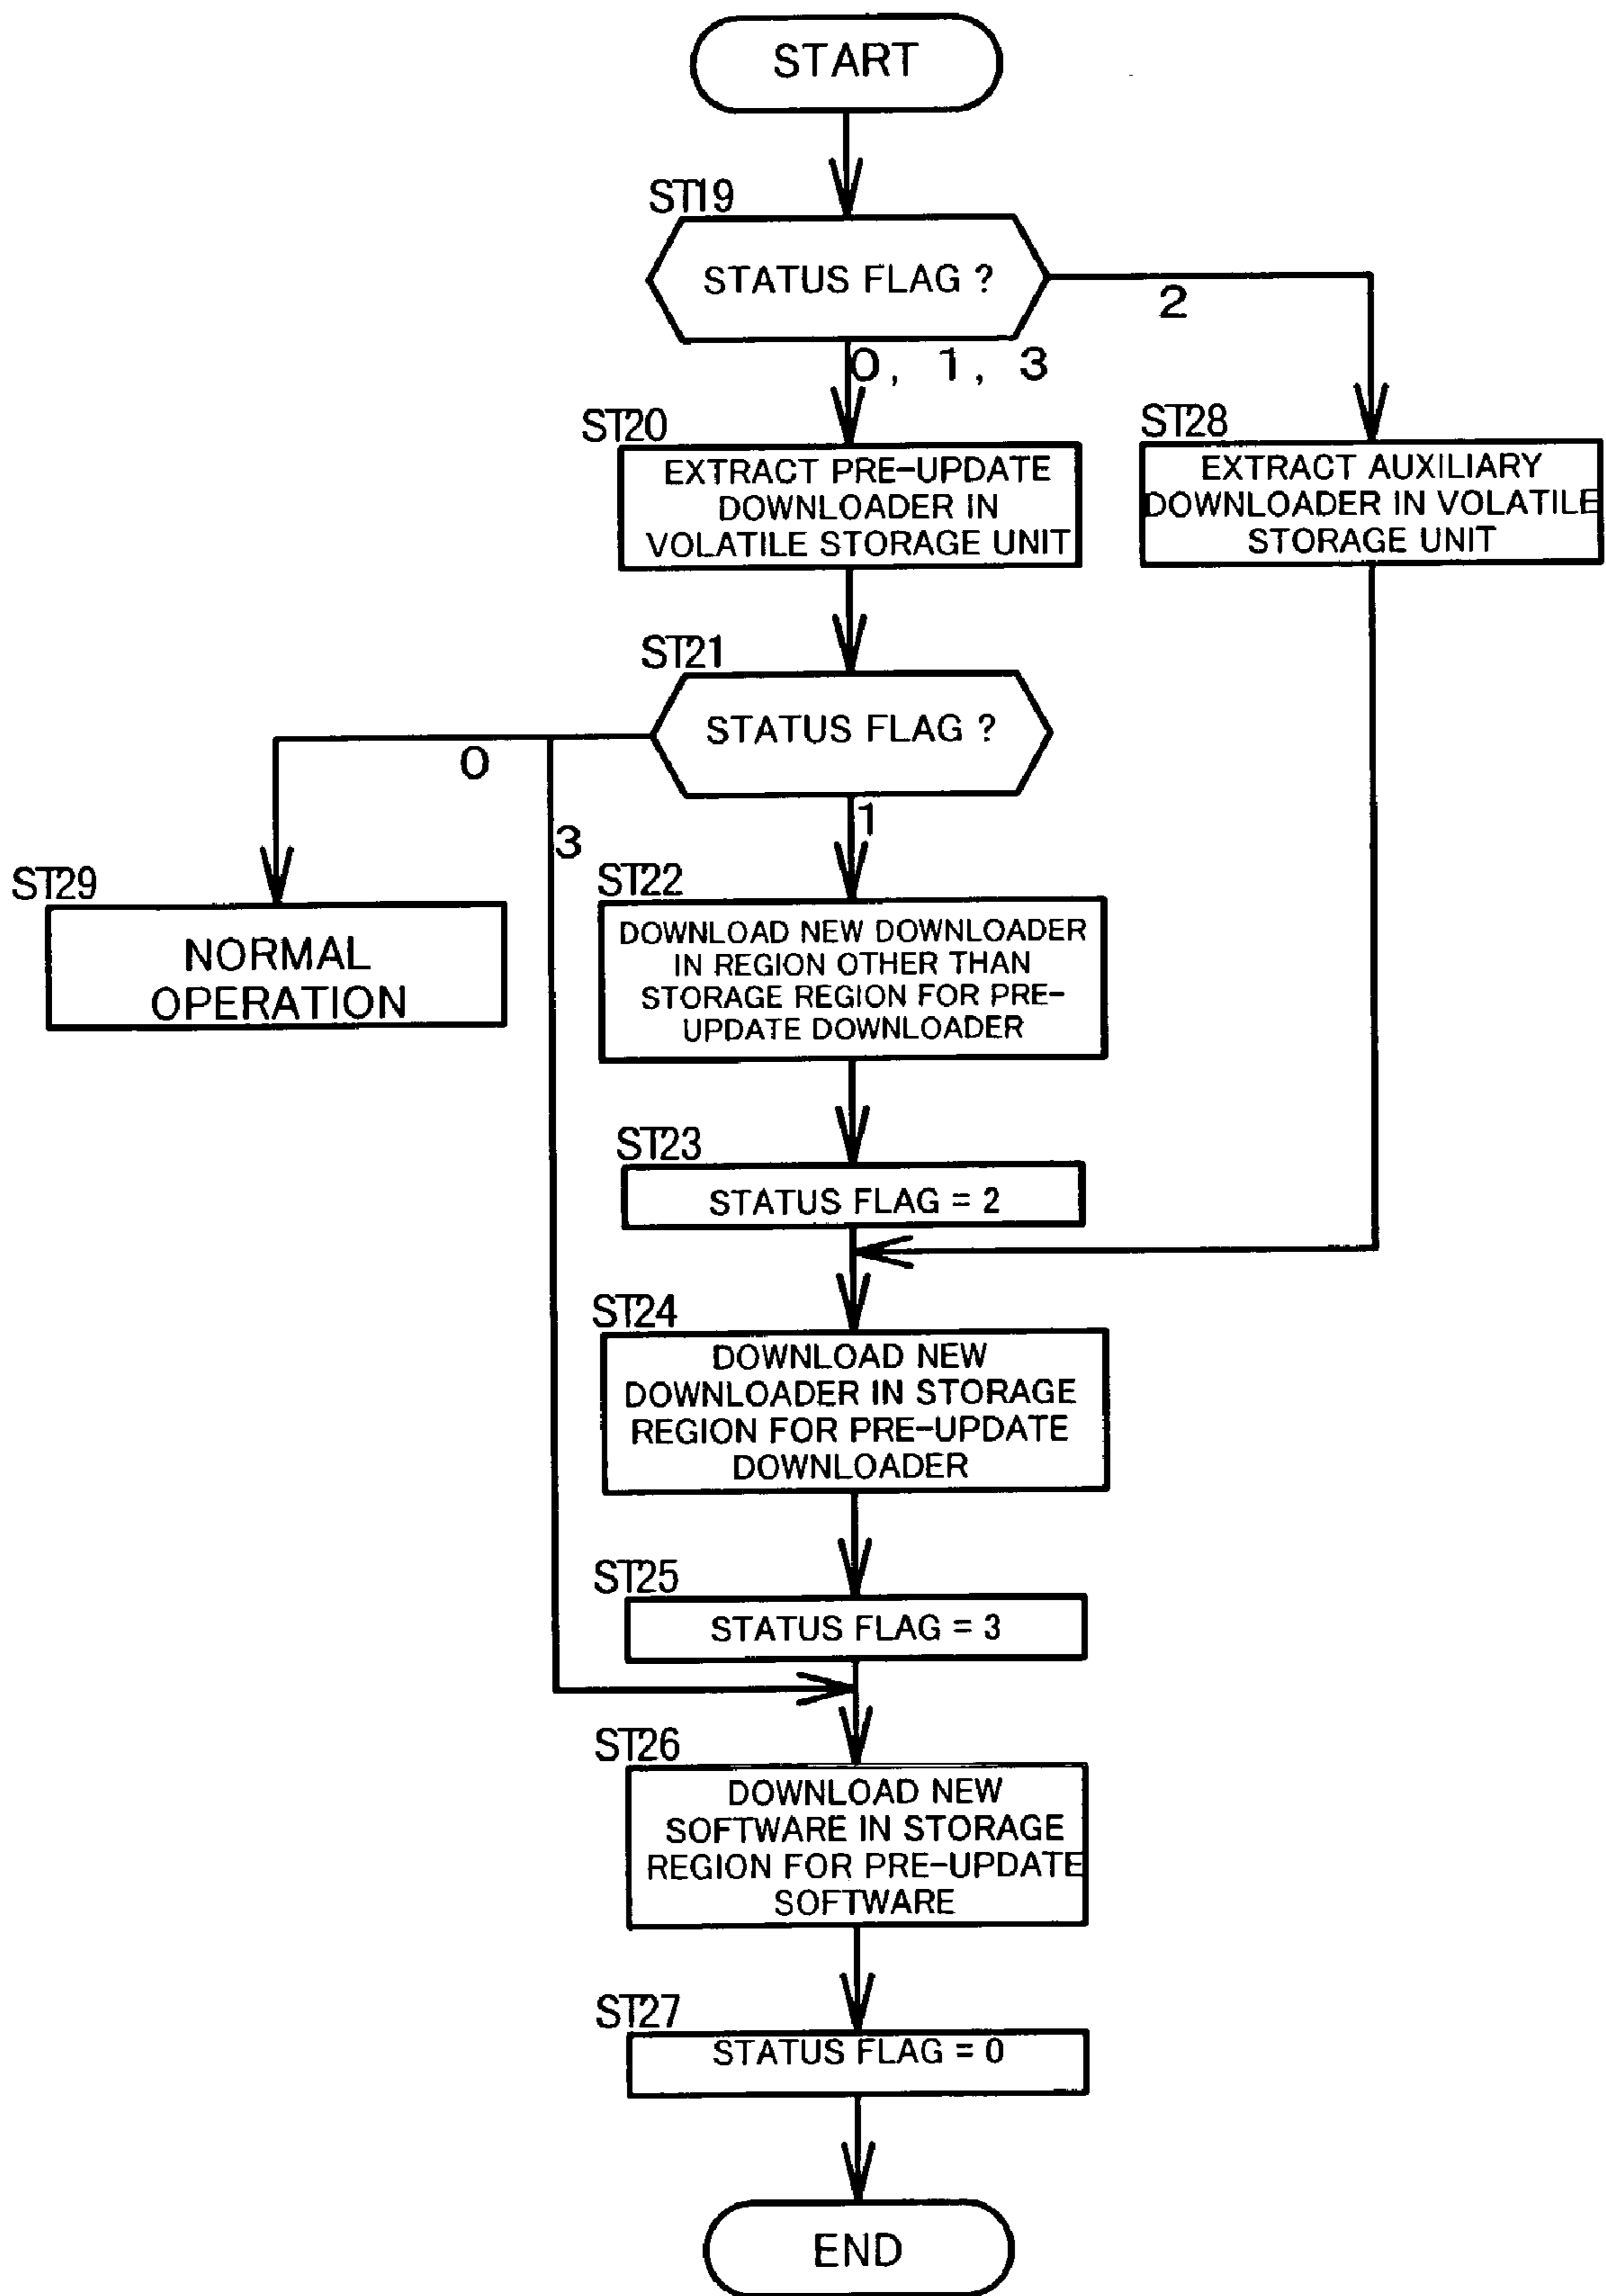 START
ST19
STATUS FLAG ?
2
0, 1, 3
ST20
EXTRACT PRE-UPDATE
DOWNLOADER IN
VOLATILE STORAGE UNIT
ST28
EXTRACT AUXILIARY
DOWNLOADER IN VOLATILE
STORAGE UNIT
ST21
STATUS FLAG ?
0
3
1
ST29
NORMAL
OPERATION
ST22
DOWNLOAD NEW DOWNLOADER
IN REGION OTHER THAN
STORAGE REGION FOR PRE-
UPDATE DOWNLOADER
ST23
STATUS FLAG = 2
ST24
DOWNLOAD NEW
DOWNLOADER IN STORAGE
REGION FOR PRE-UPDATE
DOWNLOADER
ST25
STATUS FLAG = 3
ST26
DOWNLOAD NEW
SOFTWARE IN STORAGE
REGION FOR PRE-UPDATE
SOFTWARE
ST27
STATUS FLAG = 0
END